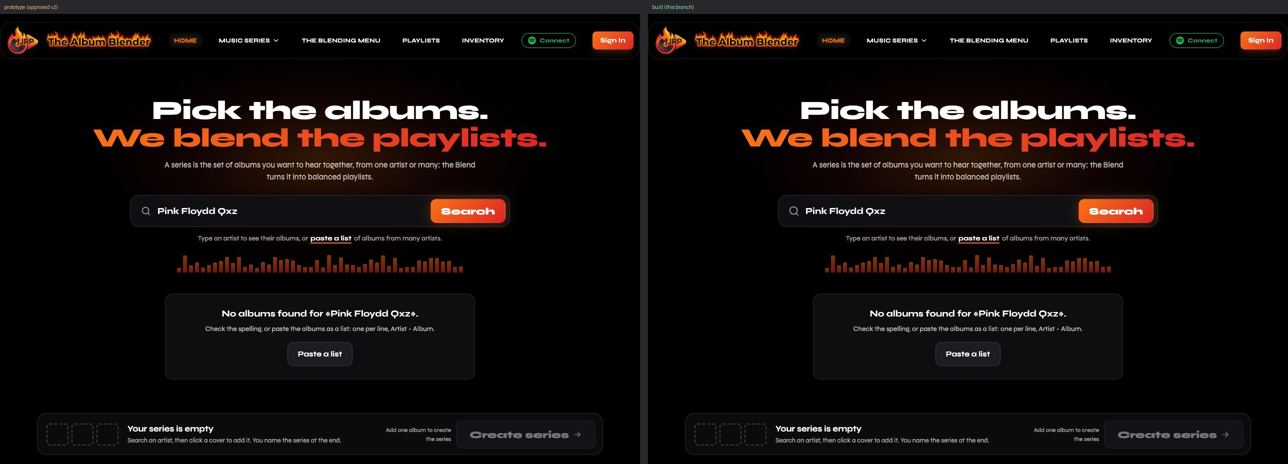 prototype (approved v2)
JRP The Album Blender HOME MUSIC SERIES THE BLENDING MENU PLAYLISTS INVENTORY Connect Sign In
Pick the albums.
We blend the playlists.
A series is the set of albums you want to hear together, from one artist or many: the Blend
turns it into balanced playlists.
Pink Floydd Qxz Search
Type an artist to see their albums, or paste a list of albums from many artists.
No albums found for «Pink Floydd Qxz».
Check the spelling, or paste the albums as a list: one per line, Artist - Album.
Paste a list
Your series is empty
Search an artist, then click a cover to add it. You name the series at the end.
Add one album to create
the series
Create series →
built (this branch)
JRP The Album Blender HOME MUSIC SERIES THE BLENDING MENU PLAYLISTS INVENTORY Connect Sign In
Pick the albums.
We blend the playlists.
A series is the set of albums you want to hear together, from one artist or many: the Blend
turns it into balanced playlists.
Pink Floydd Qxz Search
Type an artist to see their albums, or paste a list of albums from many artists.
No albums found for «Pink Floydd Qxz».
Check the spelling, or paste the albums as a list: one per line, Artist - Album.
Paste a list
Your series is empty
Search an artist, then click a cover to add it. You name the series at the end.
Add one album to create
the series
Create series →